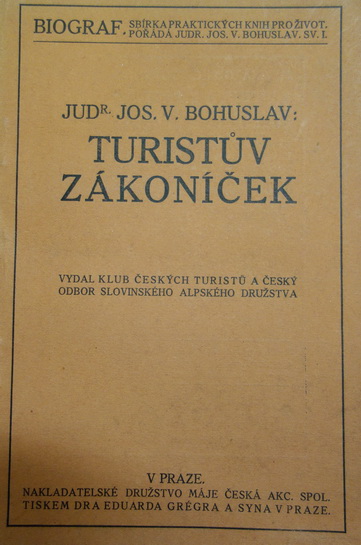 BIOGRAF. SBÍRKA PRAKTICKÝCH KNIH PRO ŽIVOT.
POŘÁDÁ JUDR. JOS. V. BOHUSLAV. SV. I.
JUDR. JOS. V. BOHUSLAV:
TURISTŮV
ZÁKONÍČEK
VYDAL KLUB ČESKÝCH TURISTŮ A ČESKÝ
ODBOR SLOVINSKÉHO ALPSKÉHO DRUŽSTVA
V PRAZE.
NAKLADATELSKÉ DRUŽSTVO MÁJE ČESKÁ AKC. SPOL.
TISKEM DRA EDUARDA GRÉGRA A SYNA V PRAZE.